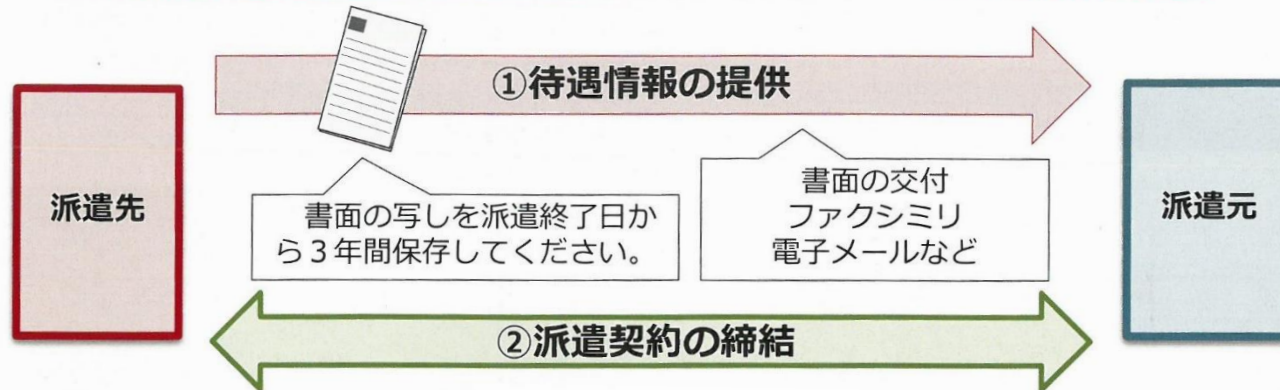 ①待遇情報の提供
派遣先
書面の写しを派遣終了日か
ら３年間保存してください。
書面の交付
ファクシミリ
電子メールなど
派遣元
②派遣契約の締結